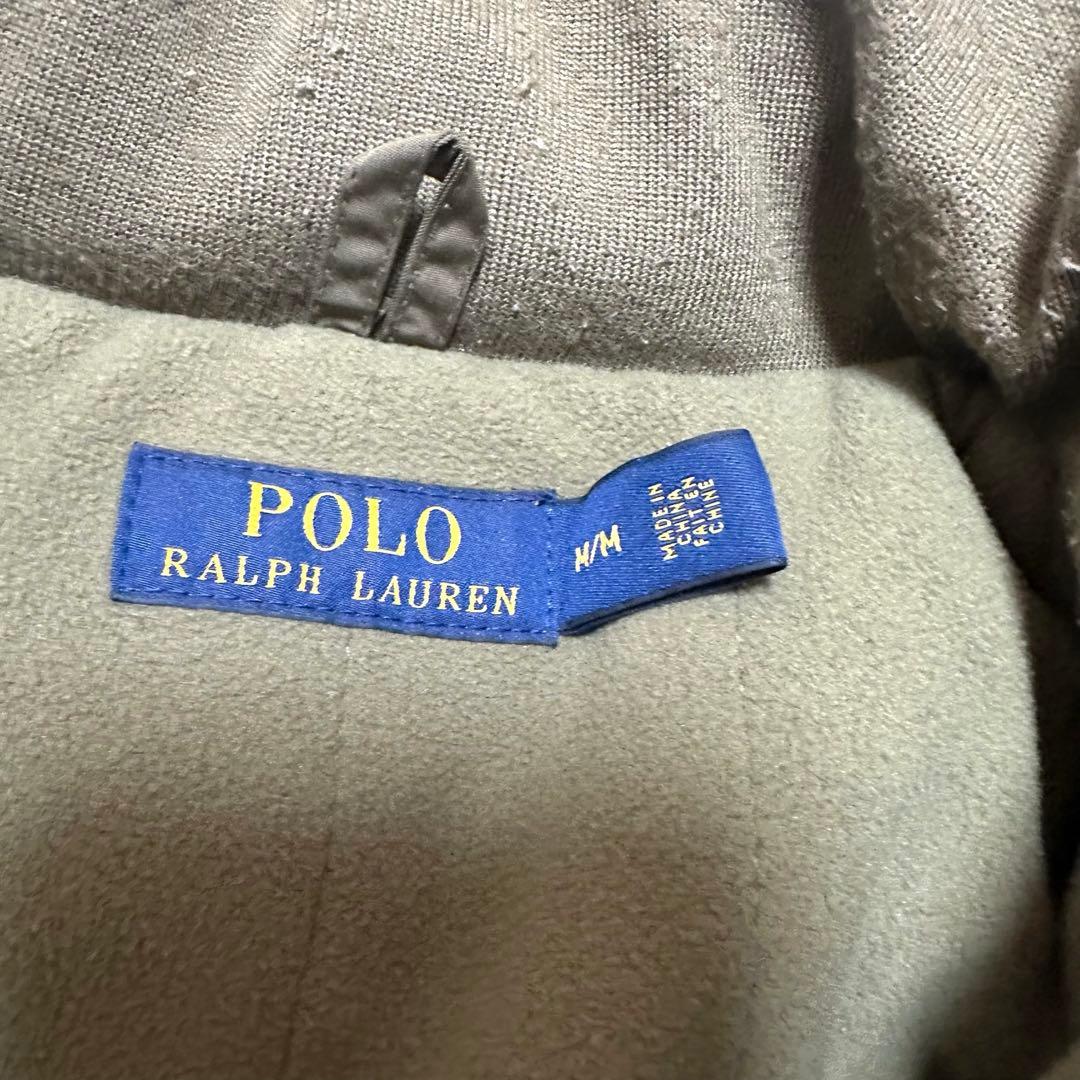 POLO
RALPH LAUREN
M/M
MADE IN
CHINA
FAIT EN
CHINE